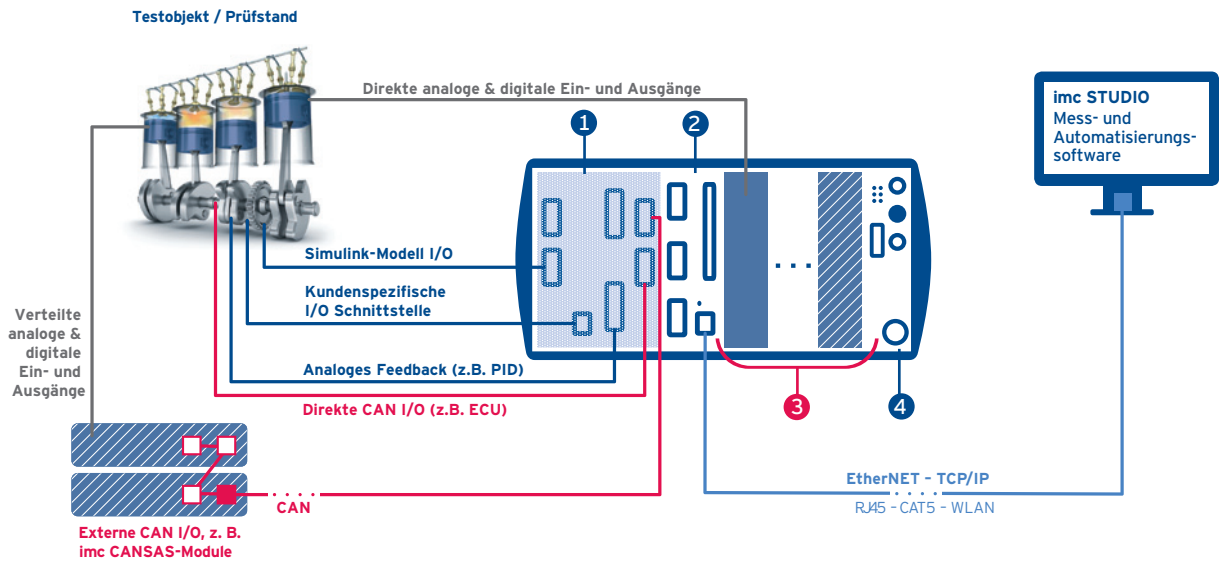 Testobjekt / Prüfstand
Direkte analoge & digitale Ein- und Ausgänge
imc STUDIO
Mess- und
Automatisierungs-
software
1
2
Simulink-Modell I/O
Kundenspezifische
I/O Schnittstelle
Verteilte
analoge &
digitale
Ein- und
Ausgänge
Analoges Feedback (z.B. PID)
Direkte CAN I/O (z.B. ECU)
3
4
EtherNET - TCP/IP
RJ45 - CAT5 - WLAN
CAN
Externe CAN I/O, z. B.
imc CANSAS-Module